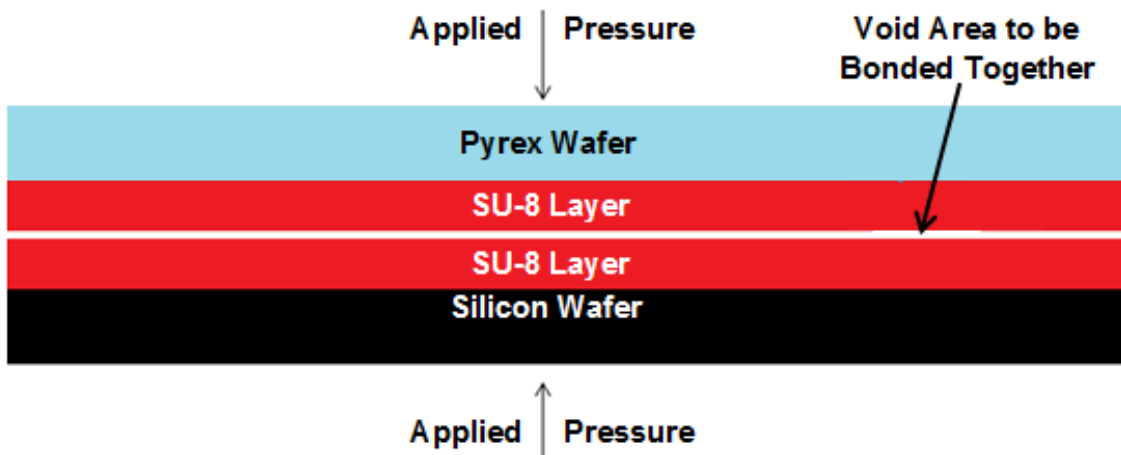 Applied Pressure
Void Area to be
Bonded Together
Pyrex Wafer
SU-8 Layer
SU-8 Layer
Silicon Wafer
Applied Pressure